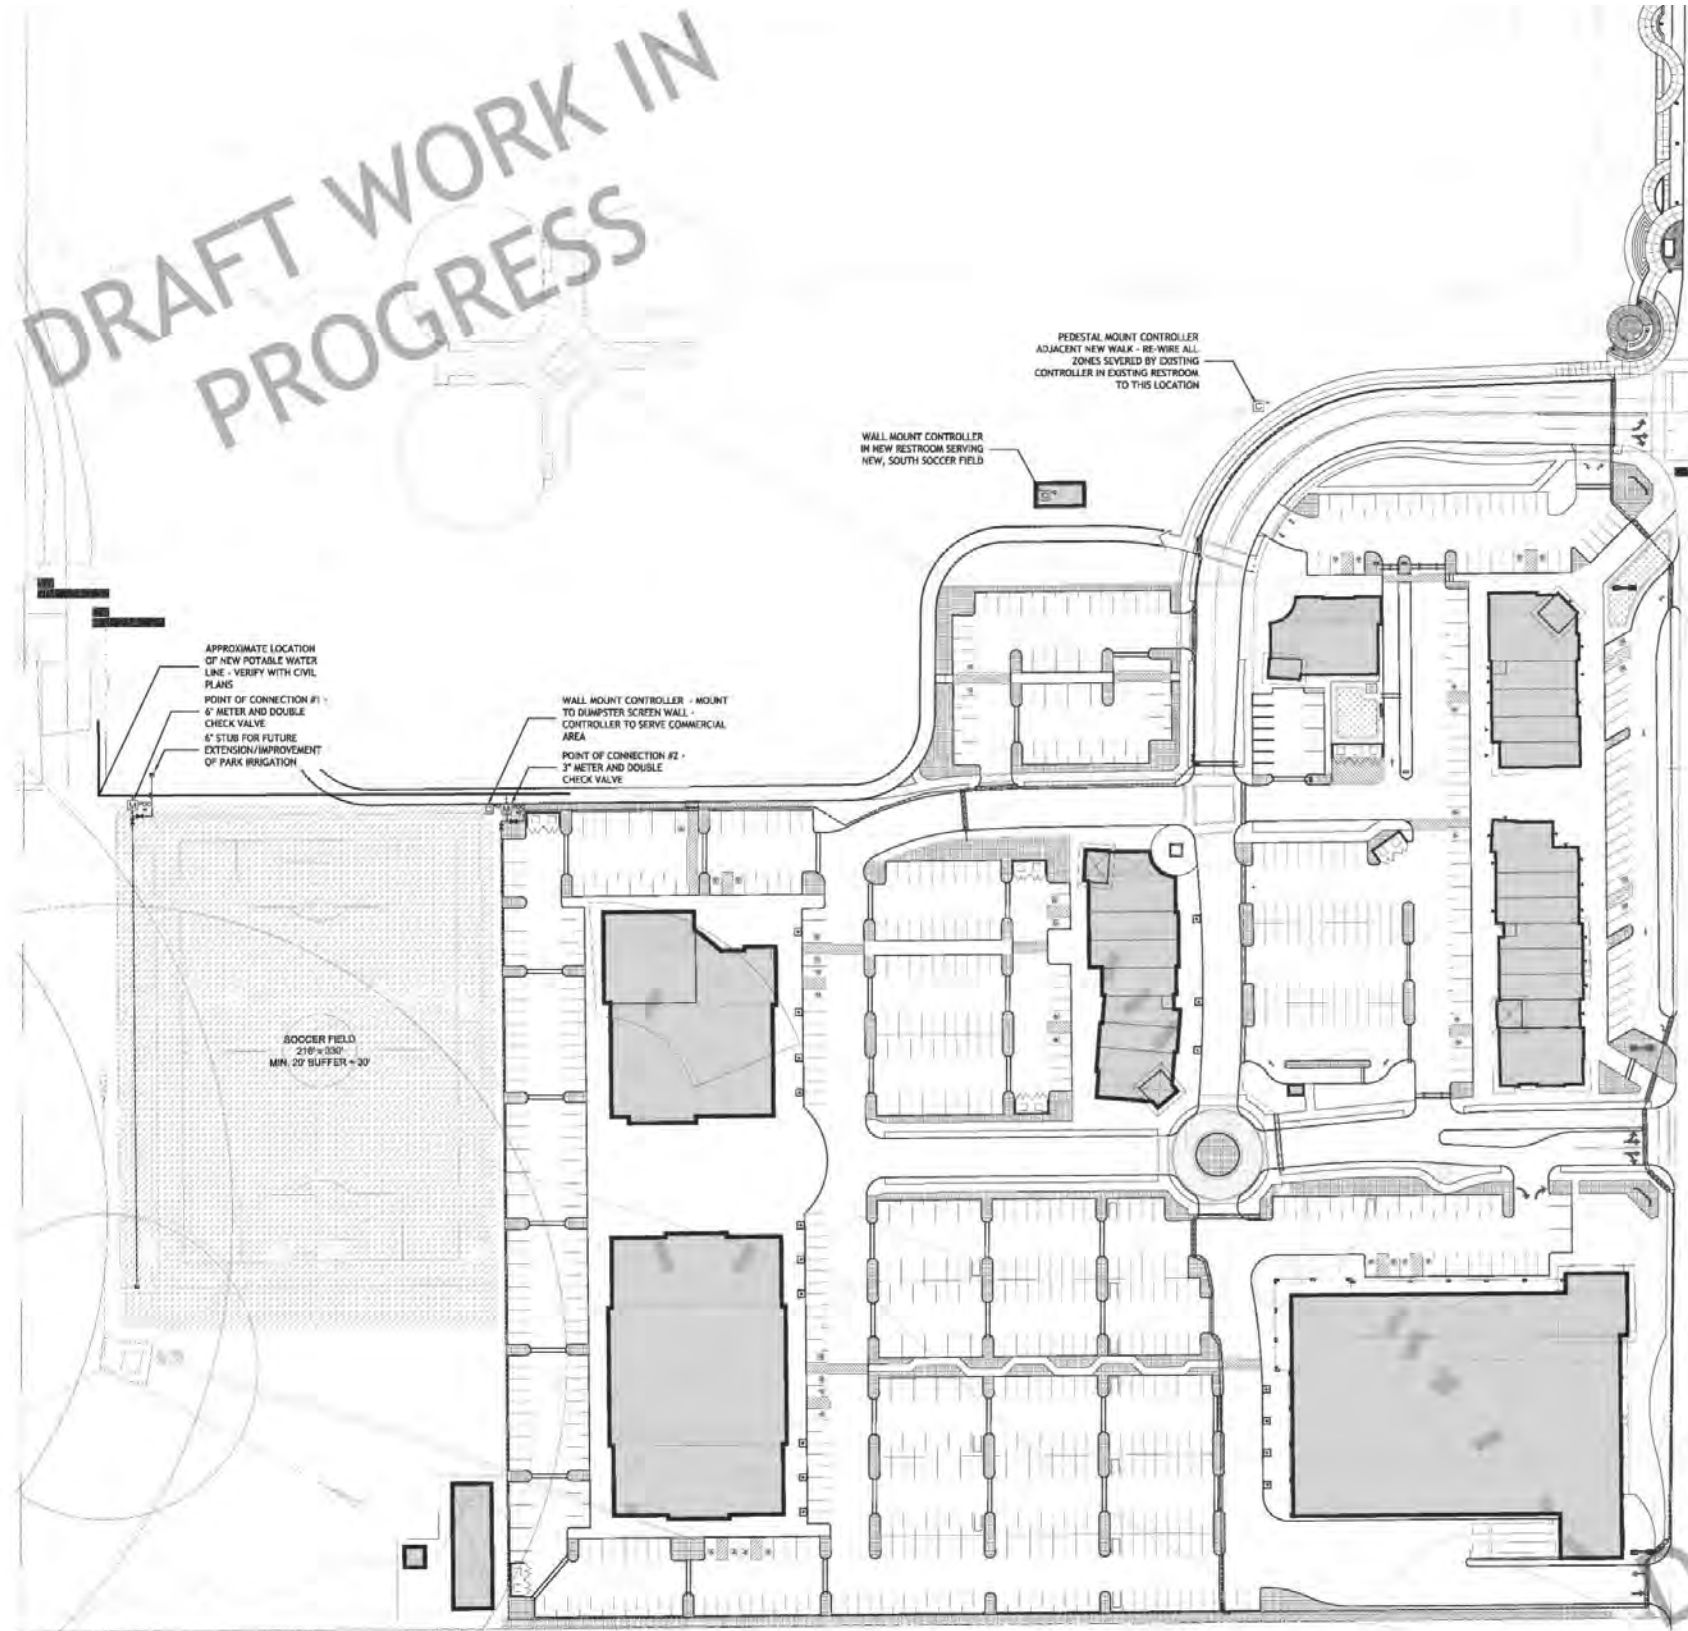 DRAFT WORK IN
PROGRESS
PEDESTAL MOUNT CONTROLLER
ADJACENT NEW WALK - RE-WIRE ALL
ZONES SEVERED BY EXISTING
CONTROLLER IN EXISTING RESTROOM
TO THIS LOCATION
WALL MOUNT CONTROLLER
IN NEW RESTROOM SERVING
NEW, SOUTH SOCCER FIELD
APPROXIMATE LOCATION
OF NEW POTABLE WATER
LINE - VERIFY WITH CIVIL
PLANS
POINT OF CONNECTION #1 -
6" METER AND DOUBLE
CHECK VALVE
6" STUB FOR FUTURE
EXTENSION/IMPROVEMENT
OF PARK IRRIGATION
WALL MOUNT CONTROLLER - MOUNT
TO DUMPSTER SCREEN WALL -
CONTROLLER TO SERVE COMMERCIAL
AREA
POINT OF CONNECTION #2 -
3" METER AND DOUBLE
CHECK VALVE
SOCCER FIELD
216' x 330'
MIN. 20' BUFFER + 30'